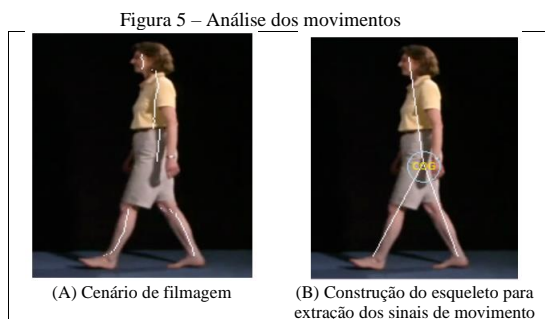 Figura 5 – Análise dos movimentos
COG
(A) Cenário de filmagem
(B) Construção do esqueleto para
extração dos sinais de movimento